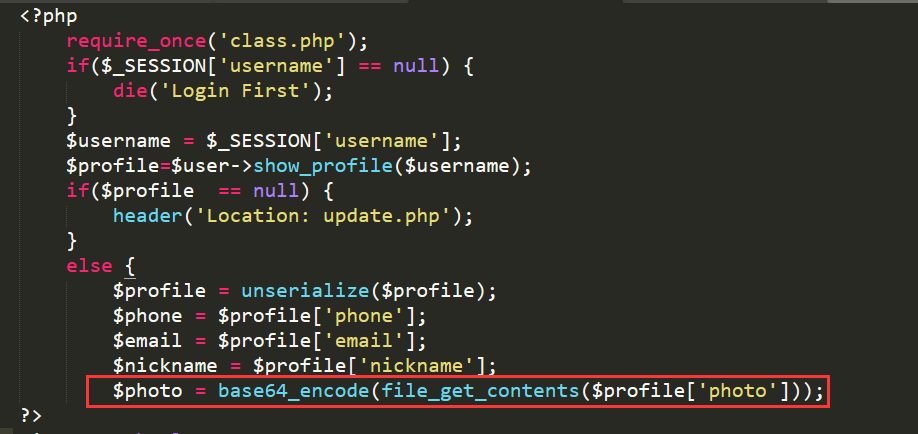 <?php
require_once('class.php');
if($_SESSION['username'] == null) {
die('Login First');
}
$username = $_SESSION['username'];
$profile=$user->show_profile($username);
if($profile  == null) {
header('Location: update.php');
}
else {
$profile = unserialize($profile);
$phone = $profile['phone'];
$email = $profile['email'];
$nickname = $profile['nickname'];
$photo = base64_encode(file_get_contents($profile['photo']));
?>